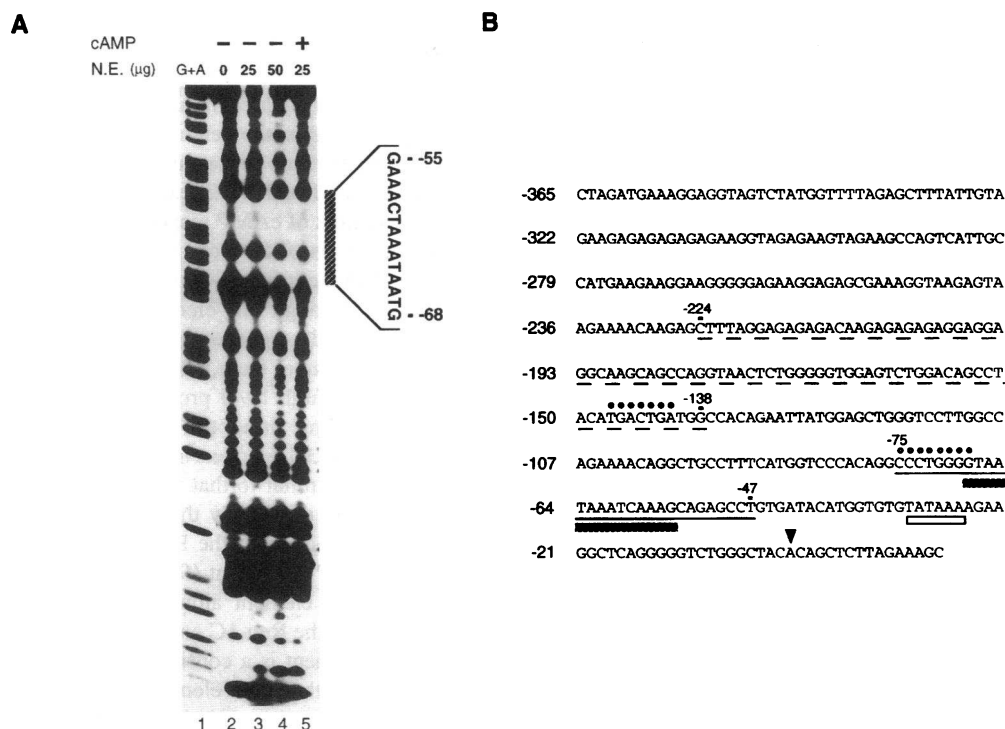 A
cAMP − − − +
N.E. (µg) G+A 0 25 50 25
GAAACTAAATAATG
-55
-68
1 2 3 4 5
B
-365 CTAGATGAAAGGAGGTAGTCTATGGTTTTAGAGCTTTATTGTA
-322 GAAGAGAGAGAGAGAAGGTAGAGAAGTAGAAGCCAGTCATTGC
-279 CATGAAGAAGGAAGGGGGAGAAGGAGAGCGAAAGGTAAGAGTA
-224
-236 AGAAAACAAGAGCTTTAGGAGAGAGACAAGAGAGAGAGGAGGA
-193 GGCAAGCAGCCAGGTAACTCTGGGGGTGGAGTCTGGACAGCCT
-138
-150 ACATGACTGATGGCCACAGAATTATGGAGCTGGGTCCTTGGCC
-75
-107 AGAAAACAGGCTGCCTTTCATGGTCCCACAGGCCCTGGGGTAA
-47
-64 TAAATCAAAGCAGAGCCTGTGATACATGGTGTGTATAAAAGAA
-21 GGCTCAGGGGGTCTGGGCTACACAGCTCTTAGAAAGC